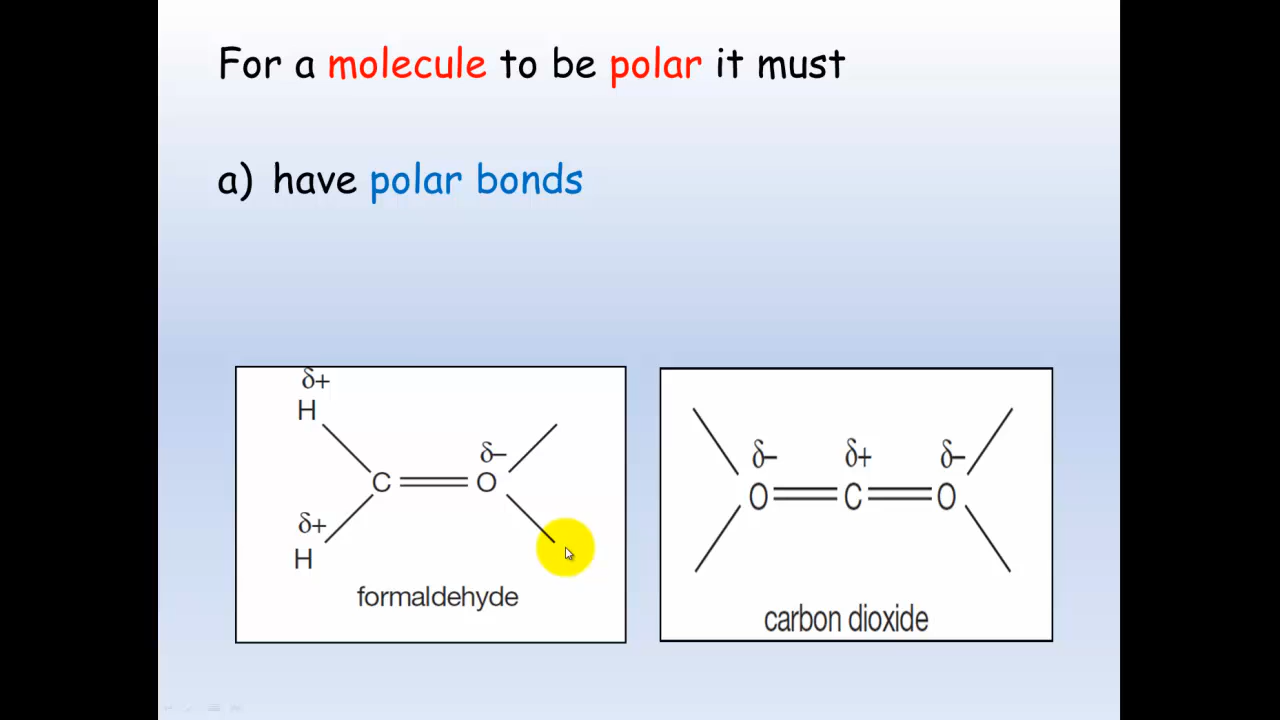 For a molecule to be polar it must
a) have polar bonds
δ+
H
δ–
C O
δ+
H
formaldehyde
δ– δ+ δ–
O C O
carbon dioxide